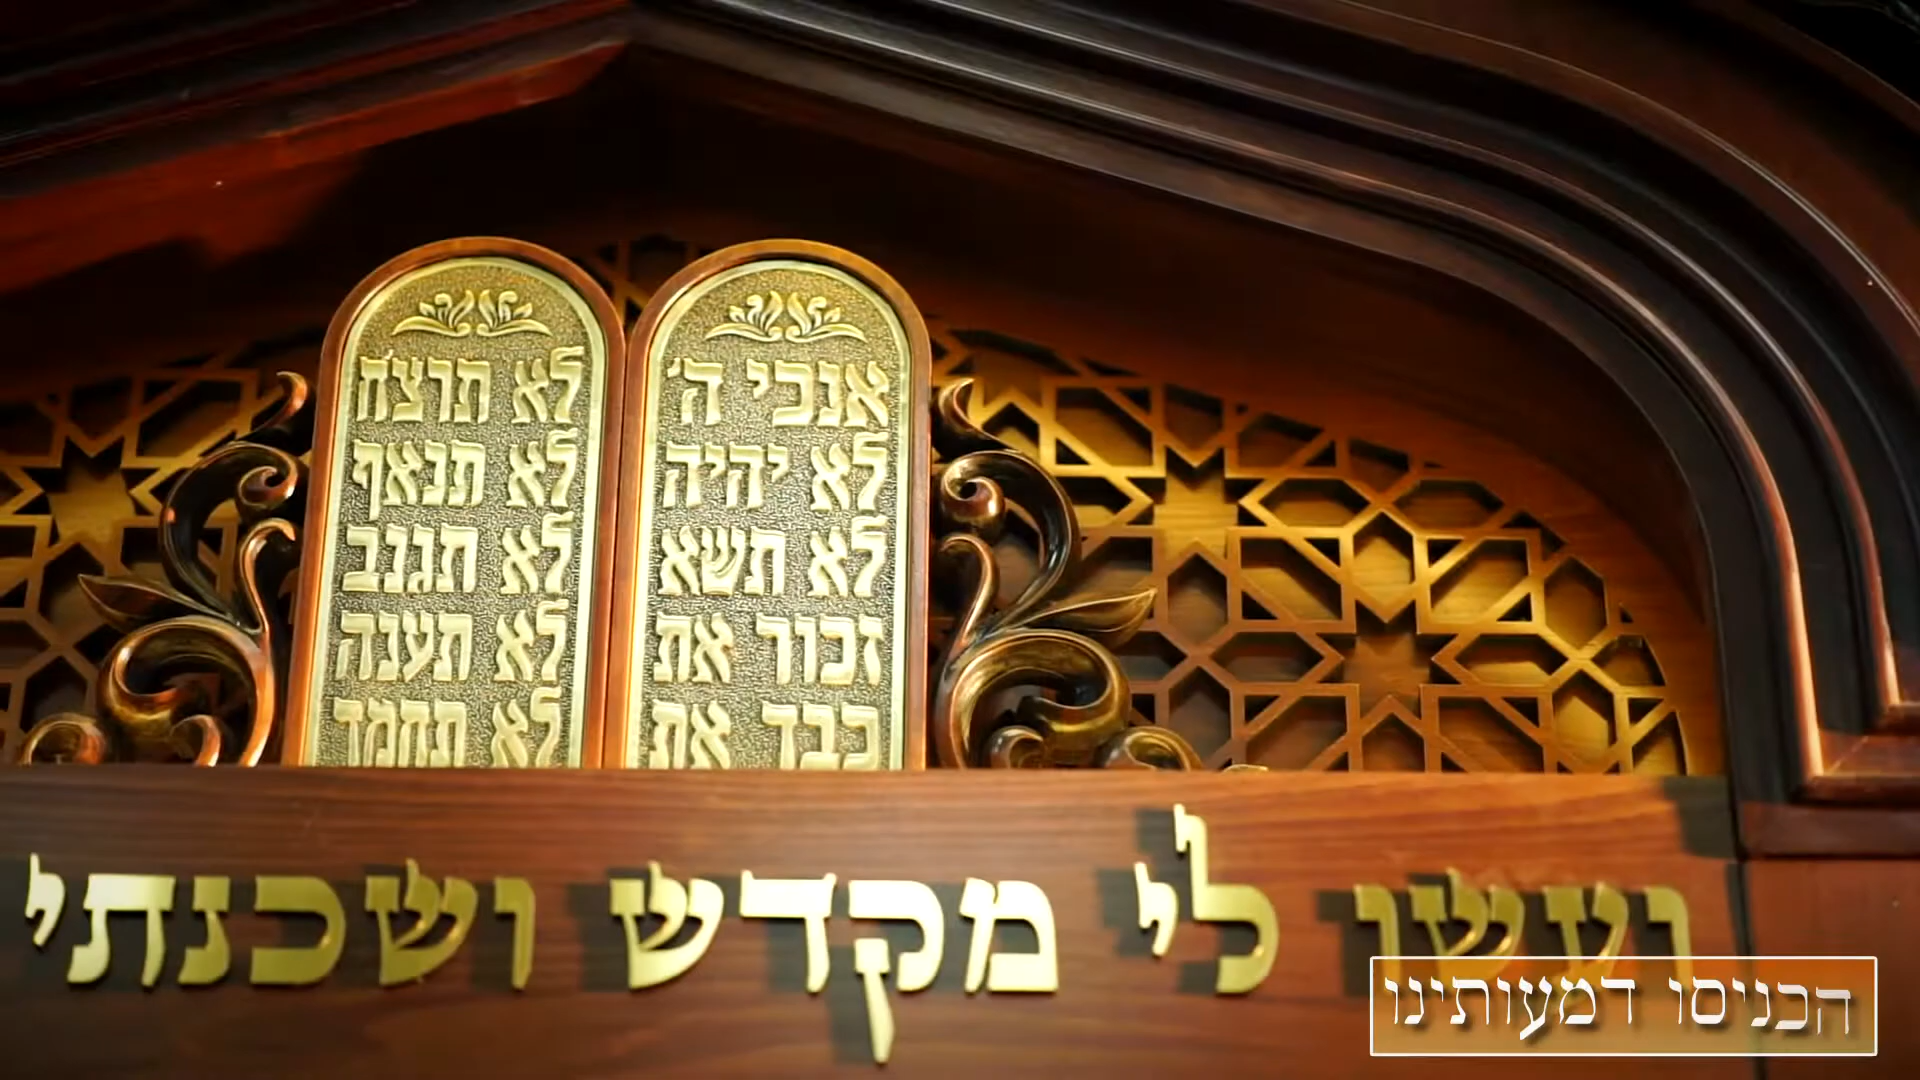 אנכי ה'
לא יהיה
לא תשא
זכור את
כבד את
לא תרצח
לא תנאף
לא תגנב
לא תענה
לא תחמד
ועשו לי מקדש ושכנתי
הכניסו דמעותינו